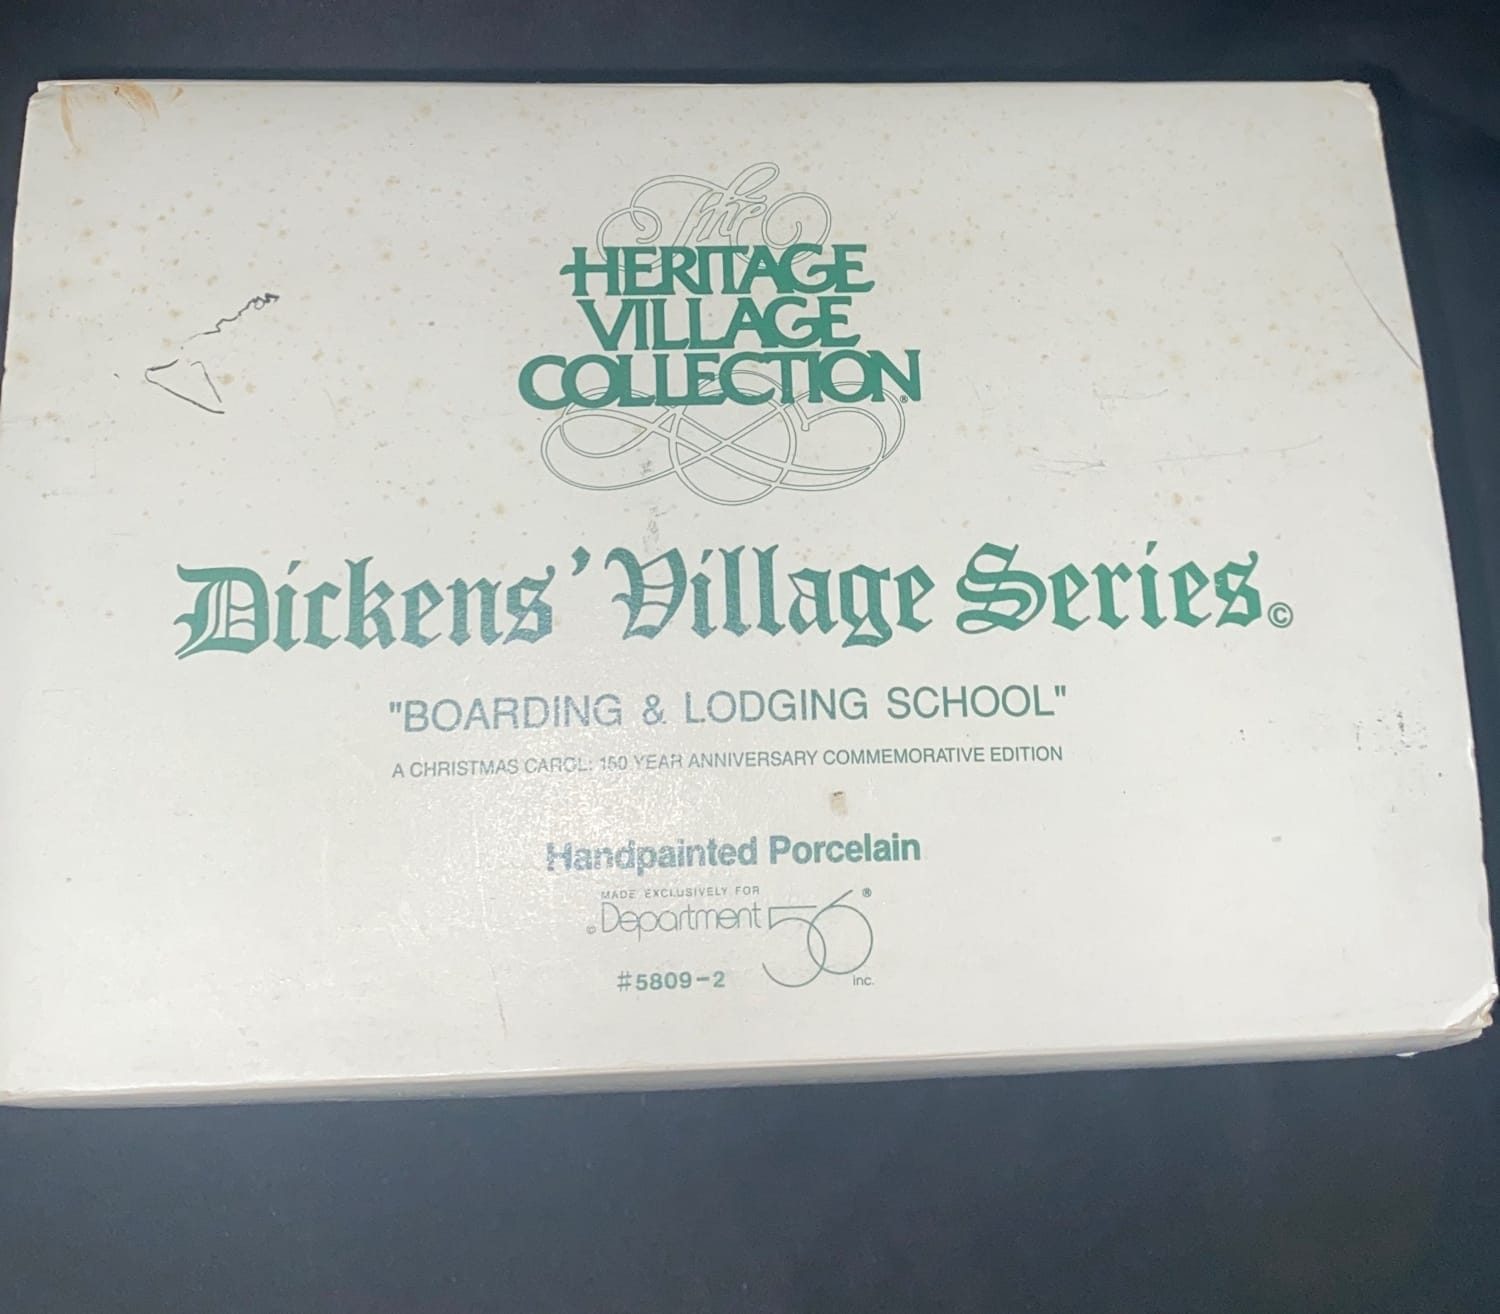 The
HERITAGE
VILLAGE
COLLECTION®
Dickens' Village Series©
"BOARDING & LODGING SCHOOL"
A CHRISTMAS CAROL: 150 YEAR ANNIVERSARY COMMEMORATIVE EDITION
Handpainted Porcelain
MADE EXCLUSIVELY FOR
© Department 56® inc.
#5809-2